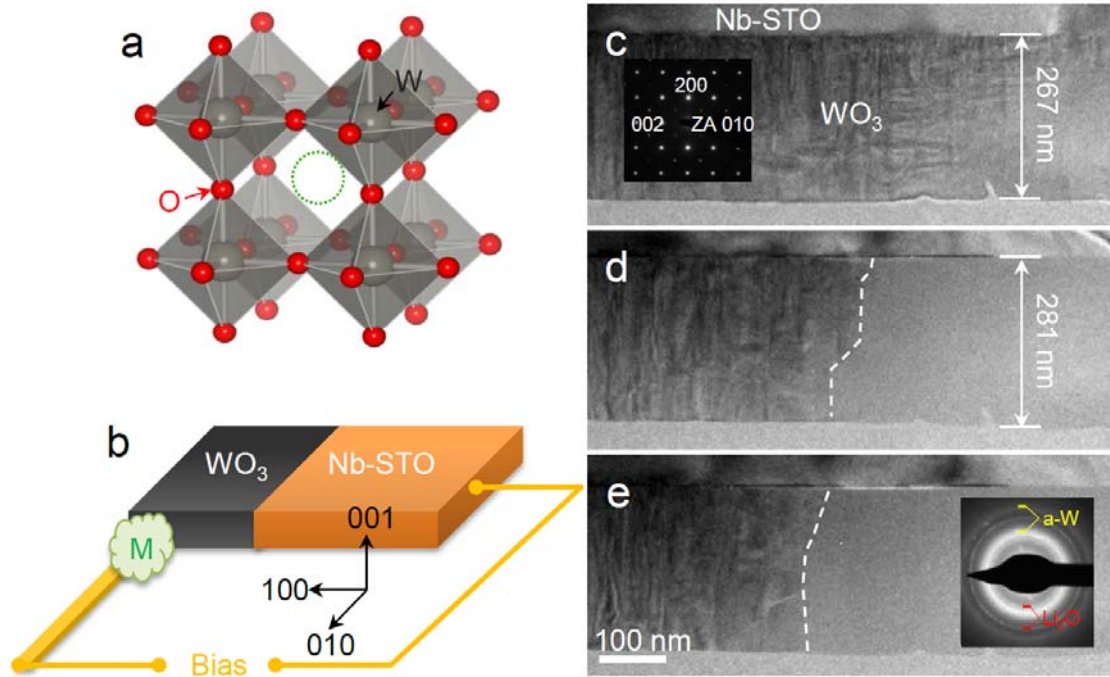 a
W
O
b
WO₃
Nb-STO
M
001
100
010
Bias
c
Nb-STO
200
002
ZA 010
WO₃
267 nm
d
281 nm
e
a-W
Li₂O
100 nm